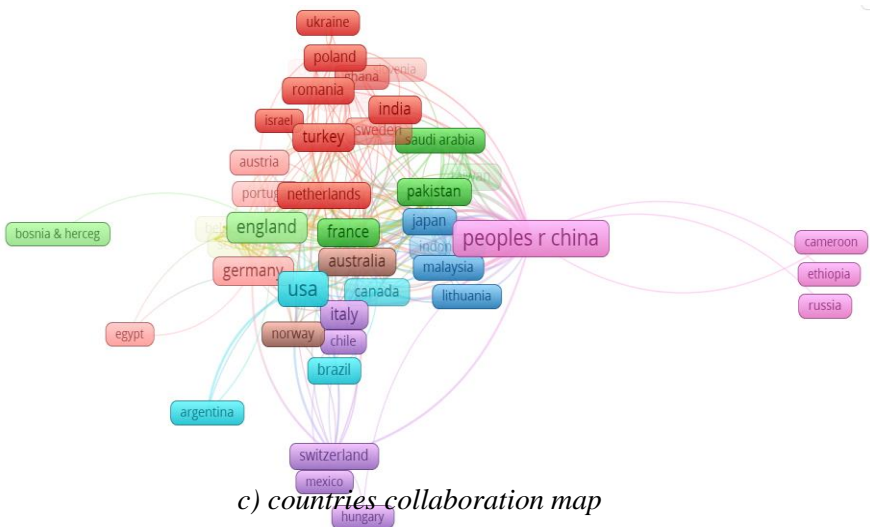 ukraine
poland
ghana
romania
india
israel
sweden
turkey
saudi arabia
austria
pakistan
netherlands
japan
england
france
bosnia & herceg
peoples r china
cameroon
australia
malaysia
germany
ethiopia
usa
canada
lithuania
russia
italy
egypt
norway
chile
brazil
argentina
switzerland
mexico
c) countries collaboration map
hungary